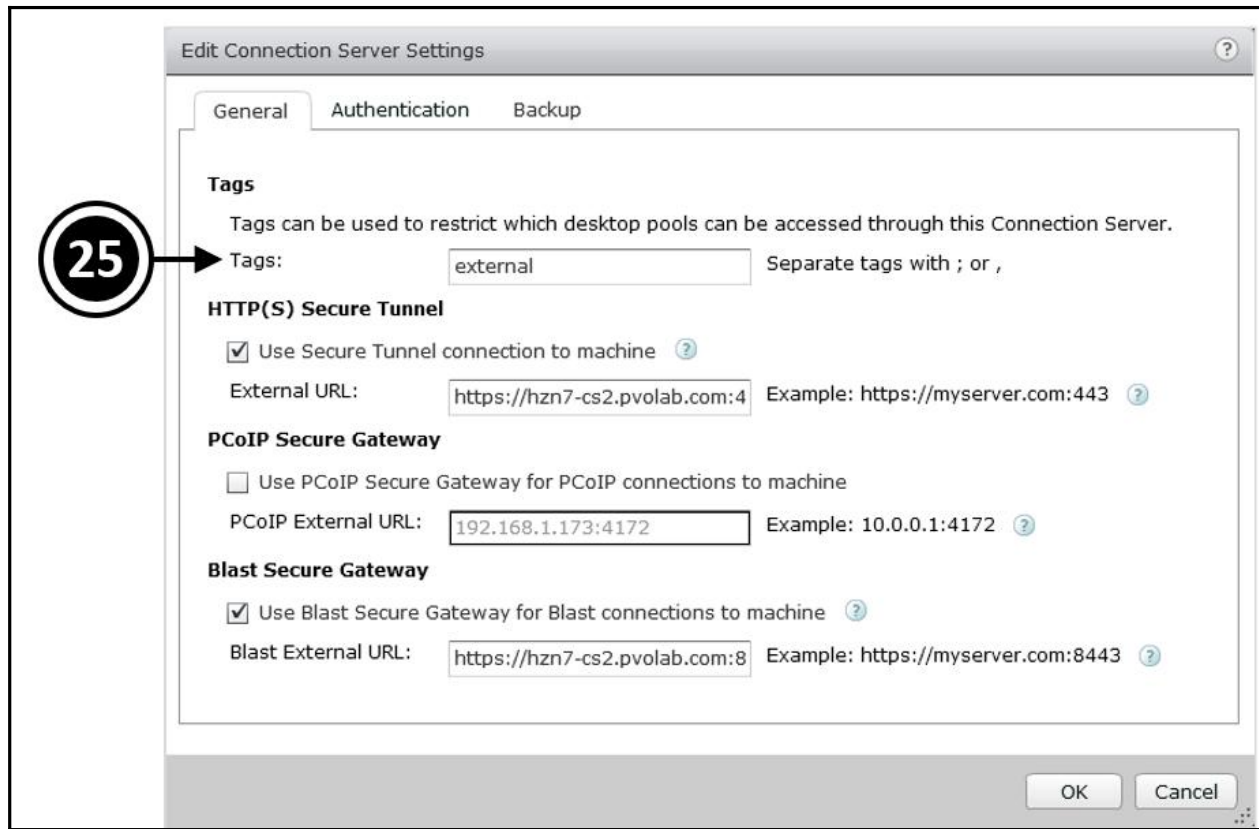 Edit Connection Server Settings ?
General Authentication Backup
Tags
Tags can be used to restrict which desktop pools can be accessed through this Connection Server.
25
Tags: external Separate tags with ; or ,
HTTP(S) Secure Tunnel
Use Secure Tunnel connection to machine ?
External URL: https://hzn7-cs2.pvolab.com:4 Example: https://myserver.com:443 ?
PCoIP Secure Gateway
Use PCoIP Secure Gateway for PCoIP connections to machine
PCoIP External URL: 192.168.1.173:4172 Example: 10.0.0.1:4172 ?
Blast Secure Gateway
Use Blast Secure Gateway for Blast connections to machine ?
Blast External URL: https://hzn7-cs2.pvolab.com:8 Example: https://myserver.com:8443 ?
OK Cancel